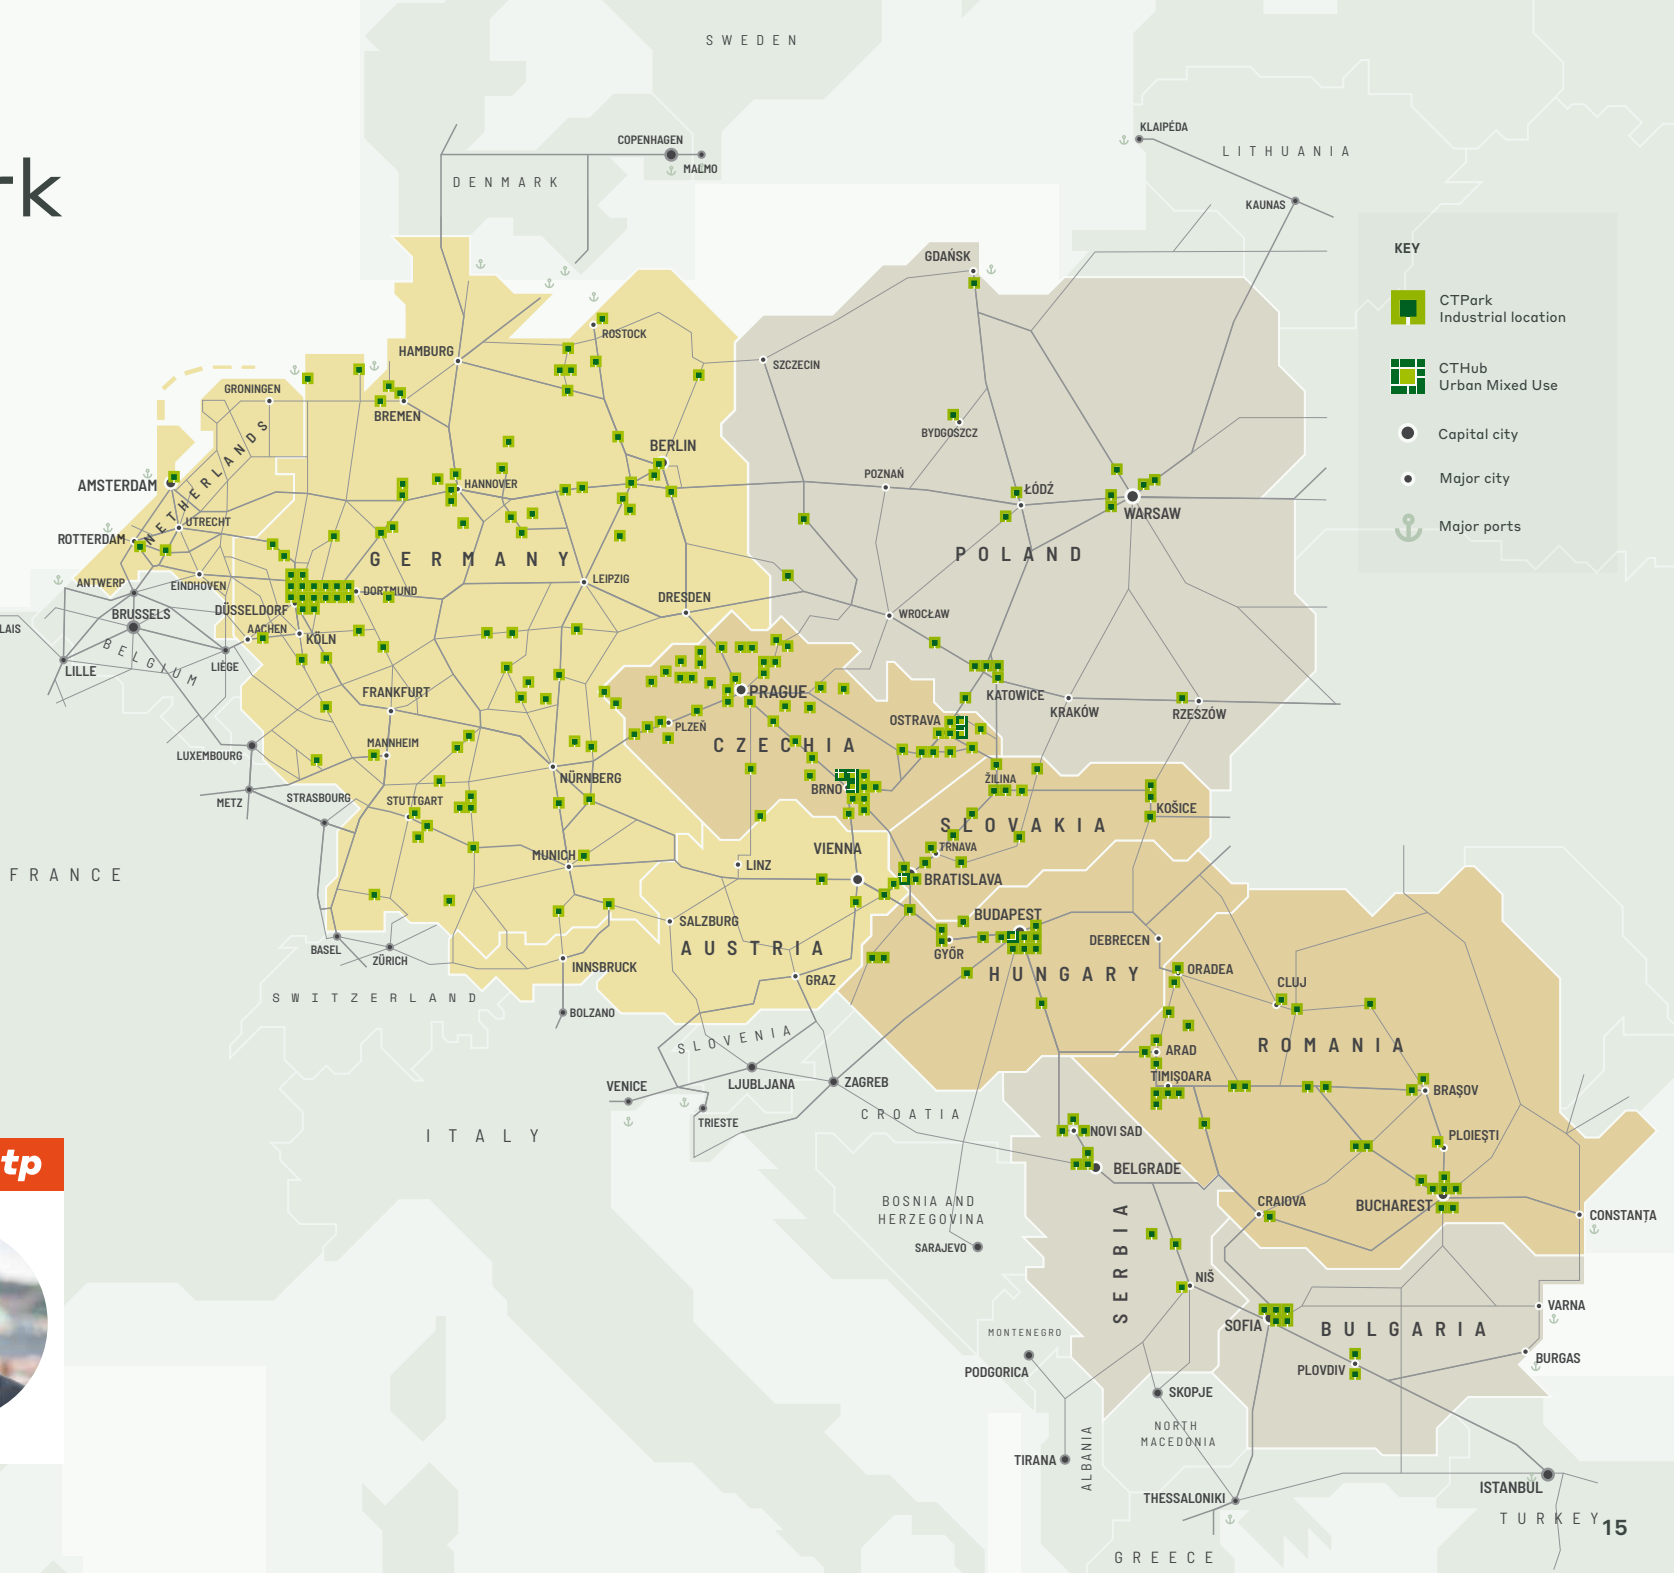 rk
SWEDEN
COPENHAGEN
MALMO
DENMARK
KLAIPÉDA
LITHUANIA
KAUNAS
KEY
CTPark
Industrial location
CTHub
Urban Mixed Use
Capital city
Major city
Major ports
GDAŃSK
ROSTOCK
HAMBURG
SZCZECIN
GRONINGEN
BREMEN
BYDGOSZCZ
NETHERLANDS
BERLIN
AMSTERDAM
HANNOVER
POZNAŃ
ŁÓDŹ
WARSAW
UTRECHT
ROTTERDAM
GERMANY
POLAND
ANTWERP
EINDHOVEN
LEIPZIG
DORTMUND
DRESDEN
BRUSSELS
DÜSSELDORF
WROCŁAW
LAIS
AACHEN
KÖLN
BELGIUM
LILLE
LIÈGE
FRANKFURT
PRAGUE
KATOWICE
KRAKÓW
RZESZÓW
PLZEŇ
OSTRAVA
MANNHEIM
CZECHIA
LUXEMBOURG
NÜRNBERG
ŽILINA
BRNO
METZ
STRASBOURG
STUTTGART
KOŠICE
SLOVAKIA
VIENNA
TRNAVA
MUNICH
LINZ
FRANCE
BRATISLAVA
BUDAPEST
SALZBURG
DEBRECEN
BASEL
AUSTRIA
GYŐR
ZÜRICH
INNSBRUCK
HUNGARY
ORADEA
GRAZ
CLUJ
SWITZERLAND
BOLZANO
SLOVENIA
ROMANIA
ARAD
TIMIȘOARA
VENICE
LJUBLJANA
ZAGREB
BRAȘOV
TRIESTE
CROATIA
ITALY
NOVI SAD
PLOIEȘTI
tp
BELGRADE
BOSNIA AND
HERZEGOVINA
CRAIOVA
BUCHAREST
CONSTANȚA
SARAJEVO
SERBIA
NIŠ
VARNA
SOFIA
BULGARIA
MONTENEGRO
PODGORICA
PLOVDIV
BURGAS
SKOPJE
NORTH
MACEDONIA
ALBANIA
TIRANA
THESSALONIKI
ISTANBUL
TURKEY
15
GREECE